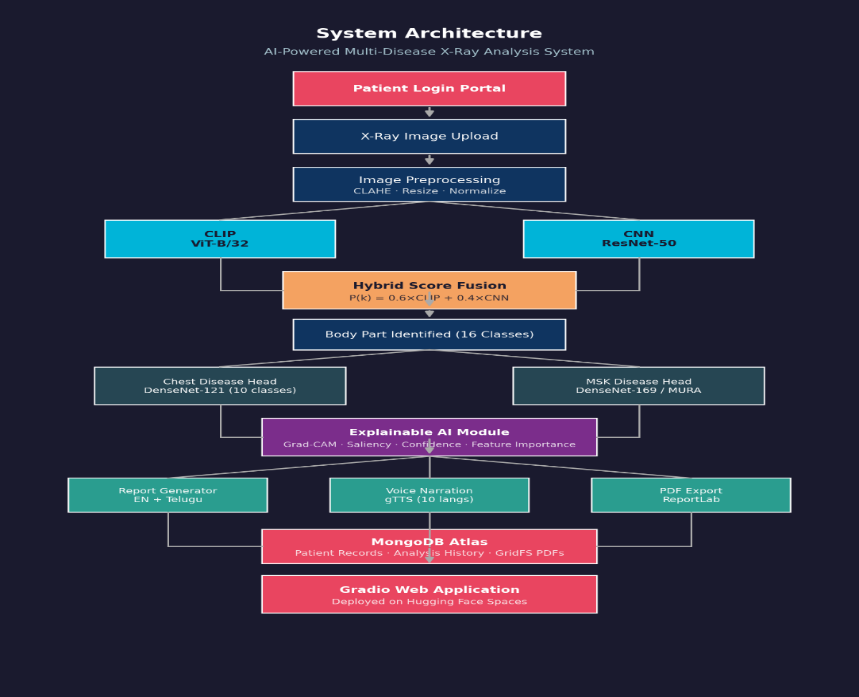 System Architecture
AI-Powered Multi-Disease X-Ray Analysis System
Patient Login Portal
X-Ray Image Upload
Image Preprocessing
CLAHE · Resize · Normalize
CLIP
ViT-B/32
CNN
ResNet-50
Hybrid Score Fusion
P(k) = 0.6×CLIP + 0.4×CNN
Body Part Identified (16 Classes)
Chest Disease Head
DenseNet-121 (10 classes)
MSK Disease Head
DenseNet-169 / MURA
Explainable AI Module
Grad-CAM · Saliency · Confidence · Feature Importance
Report Generator
EN + Telugu
Voice Narration
gTTS (10 langs)
PDF Export
ReportLab
MongoDB Atlas
Patient Records · Analysis History · GridFS PDFs
Gradio Web Application
Deployed on Hugging Face Spaces